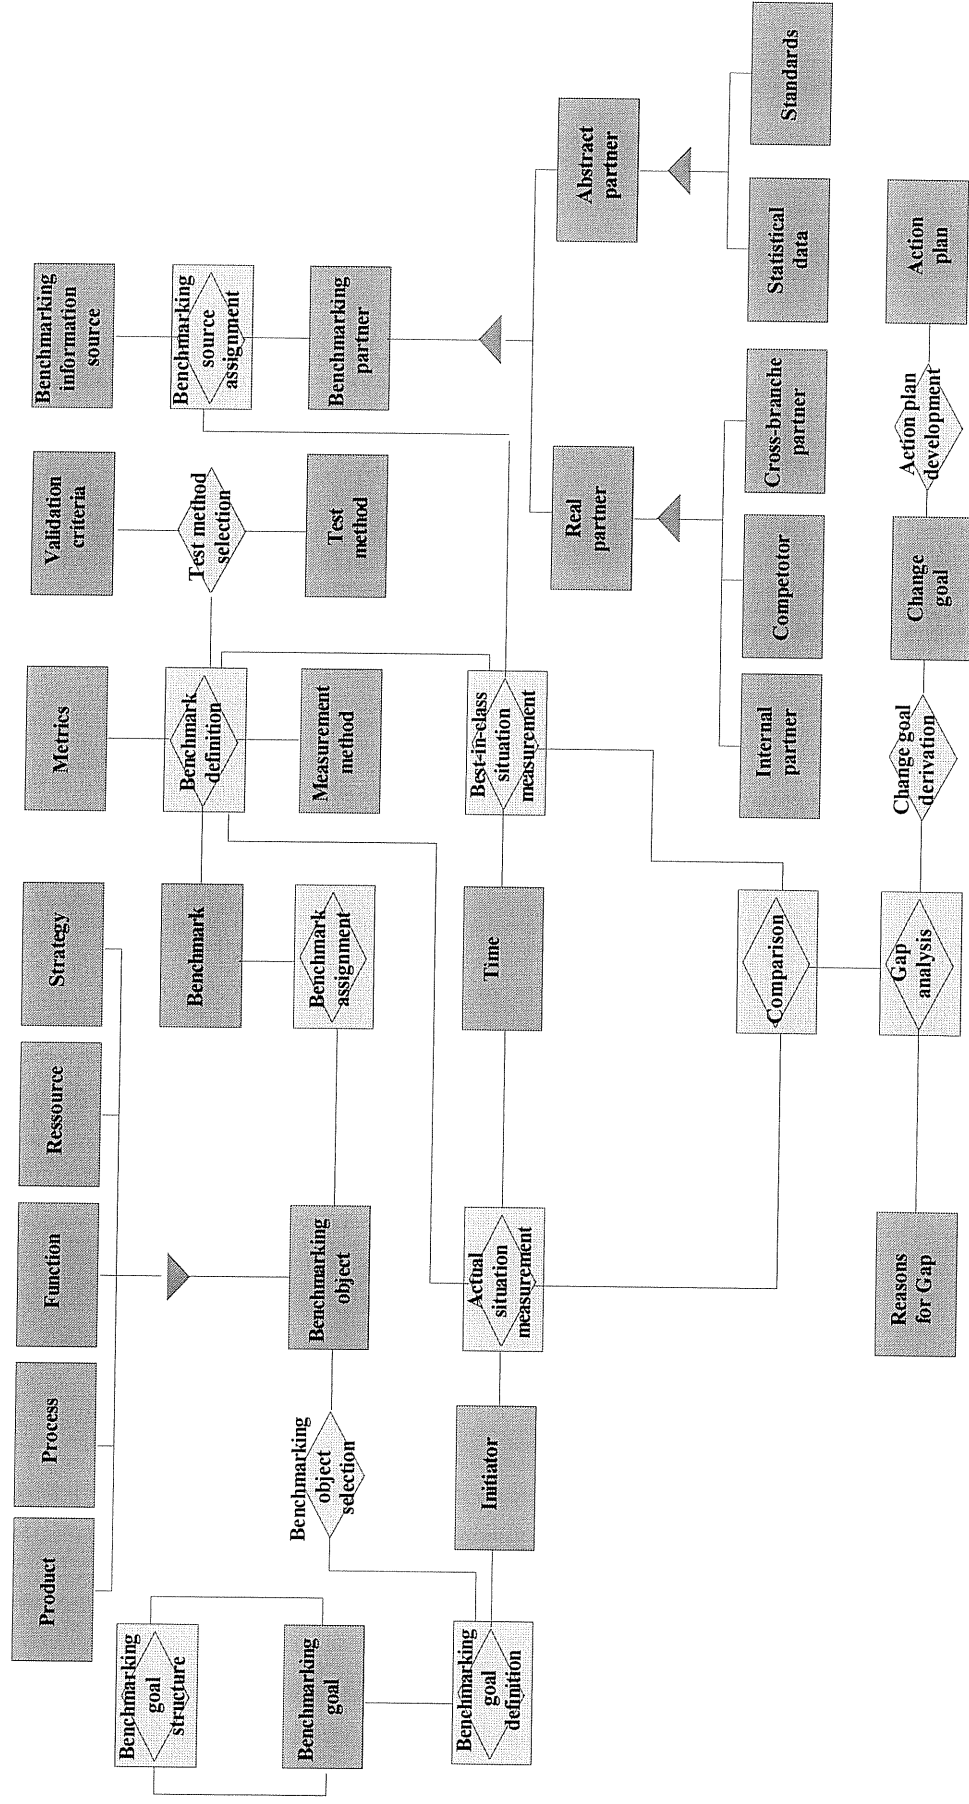 Product
Process
Function
Ressource
Strategy
Metrics
Validation
criteria
Benchmarking
information
source
Benchmarking
goal
structure
Benchmark
Benchmark
definition
Test method
selection
Benchmarking
source
assignment
Benchmarking
goal
Benchmarking
object
selection
Benchmarking
object
Benchmark
assignment
Measurement
method
Test
method
Benchmarking
partner
Benchmarking
goal
definition
Initiator
Actual
situation
measurement
Time
Best-in-class
situation
measurement
Real
partner
Abstract
partner
Comparison
Internal
partner
Competotor
Cross-branche
partner
Statistical
data
Standards
Reasons
for Gap
Gap
analysis
Change goal
derivation
Change
goal
Action plan
development
Action
plan